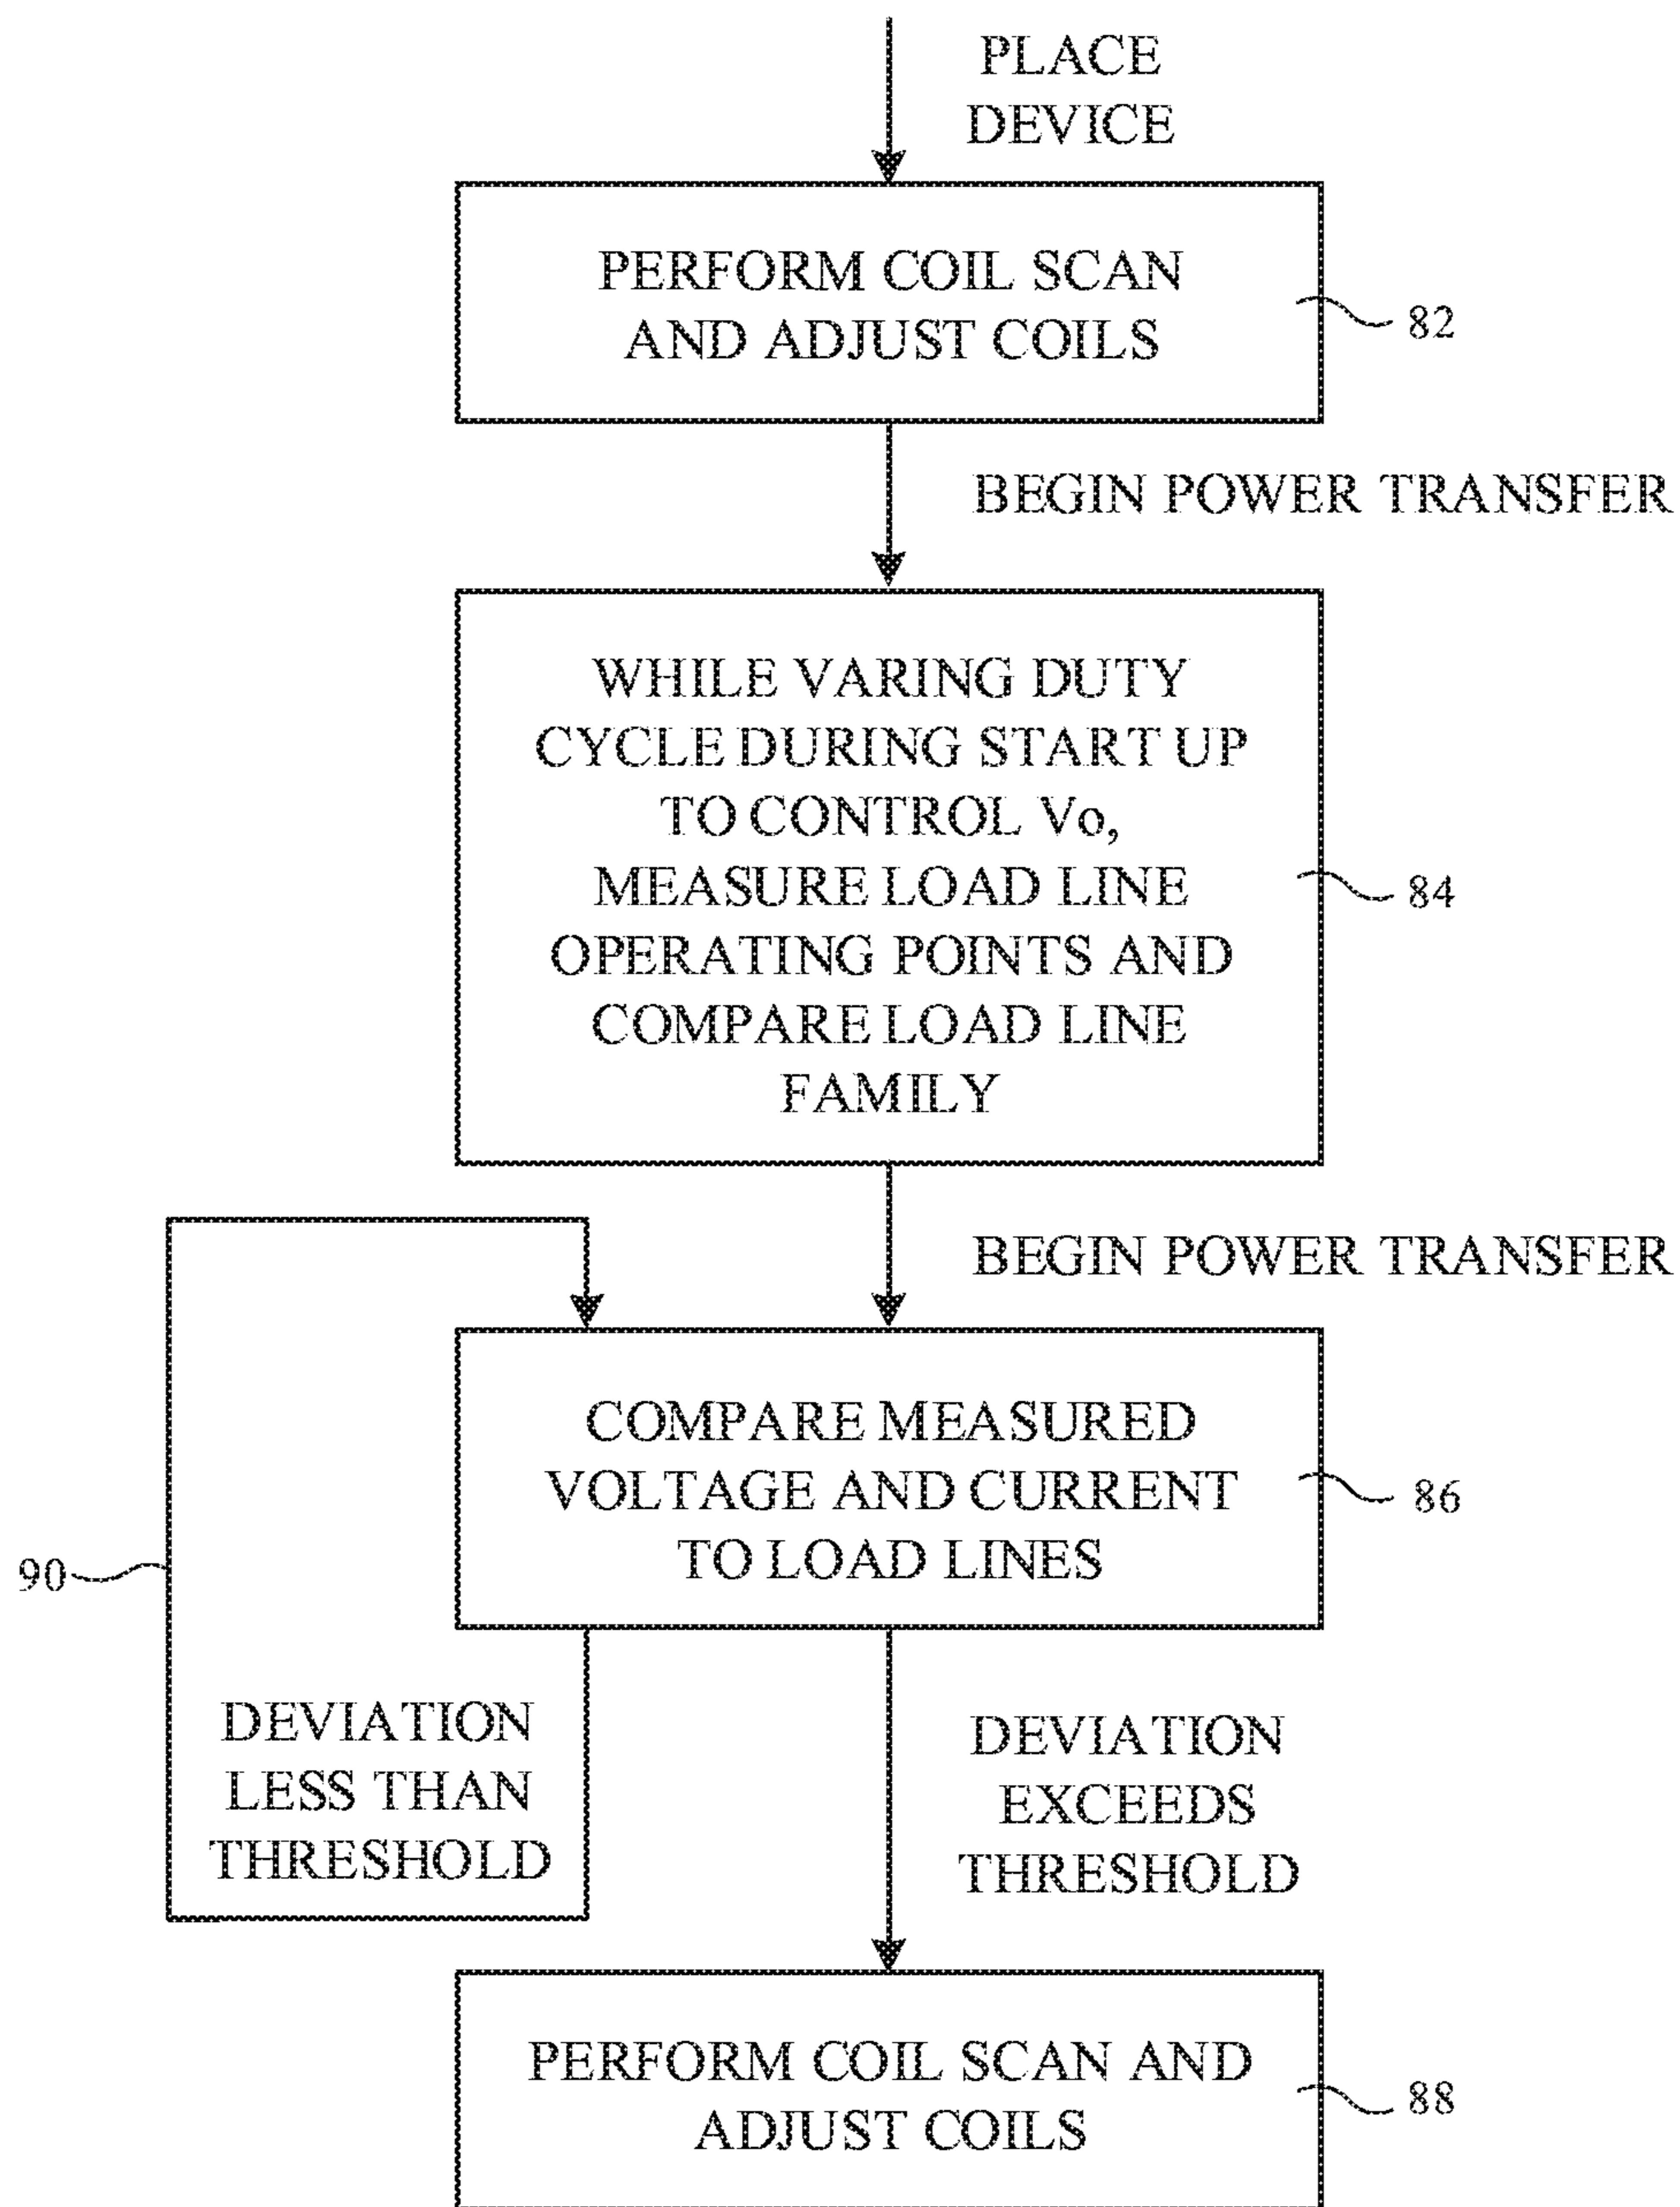 PLACE
DEVICE
PERFORM COIL SCAN
AND ADJUST COILS
82
BEGIN POWER TRANSFER
WHILE VARING DUTY
CYCLE DURING START UP
TO CONTROL Vo,
MEASURE LOAD LINE
OPERATING POINTS AND
COMPARE LOAD LINE
FAMILY
84
BEGIN POWER TRANSFER
COMPARE MEASURED
VOLTAGE AND CURRENT
TO LOAD LINES
86
90
DEVIATION
LESS THAN
THRESHOLD
DEVIATION
EXCEEDS
THRESHOLD
PERFORM COIL SCAN AND
ADJUST COILS
88